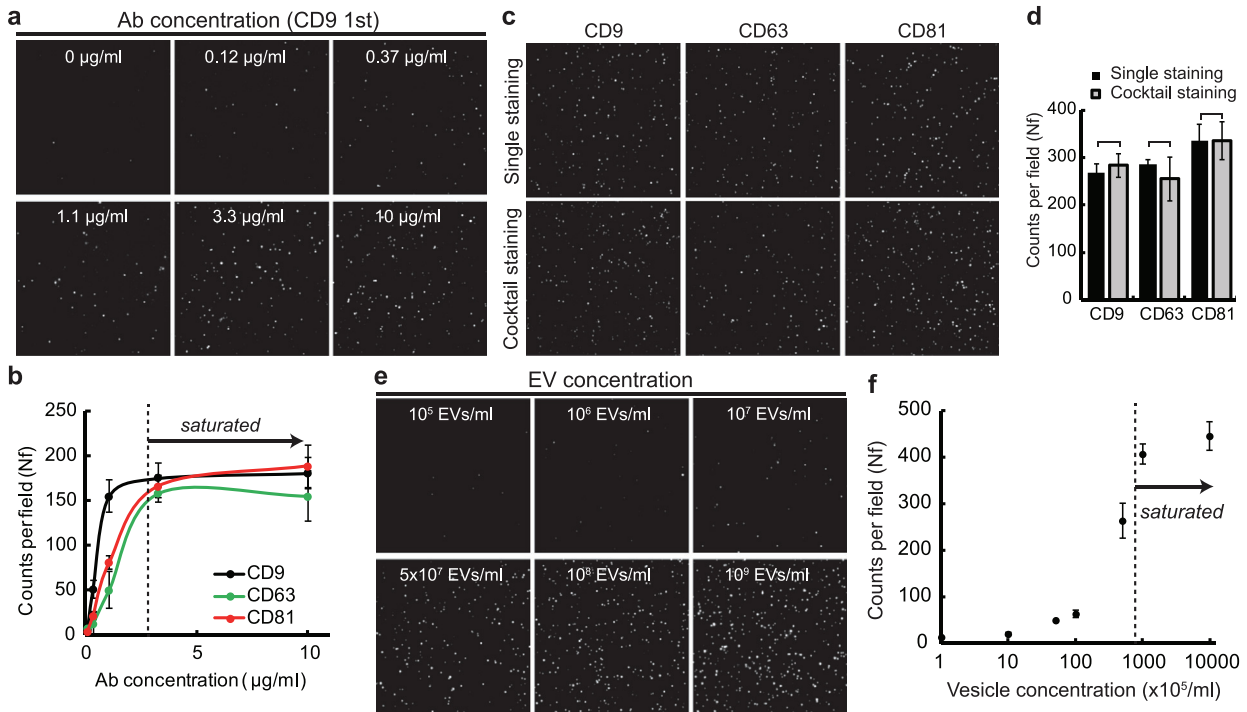 a
Ab concentration (CD9 1st)
0 µg/ml
0.12 µg/ml
0.37 µg/ml
1.1 µg/ml
3.3 µg/ml
10 µg/ml
b
Counts per field (Nf)
250
200
150
100
50
0
saturated
CD9
CD63
CD81
0
5
10
Ab concentration (µg/ml)
c
CD9
CD63
CD81
Single staining
Cocktail staining
d
Single staining
Cocktail staining
Counts per field (Nf)
400
300
200
100
0
CD9
CD63
CD81
e
EV concentration
10⁵ EVs/ml
10⁶ EVs/ml
10⁷ EVs/ml
5x10⁷ EVs/ml
10⁸ EVs/ml
10⁹ EVs/ml
f
Counts per field (Nf)
500
400
300
200
100
0
saturated
1
10
100
1000
10000
Vesicle concentration (x10⁵/ml)